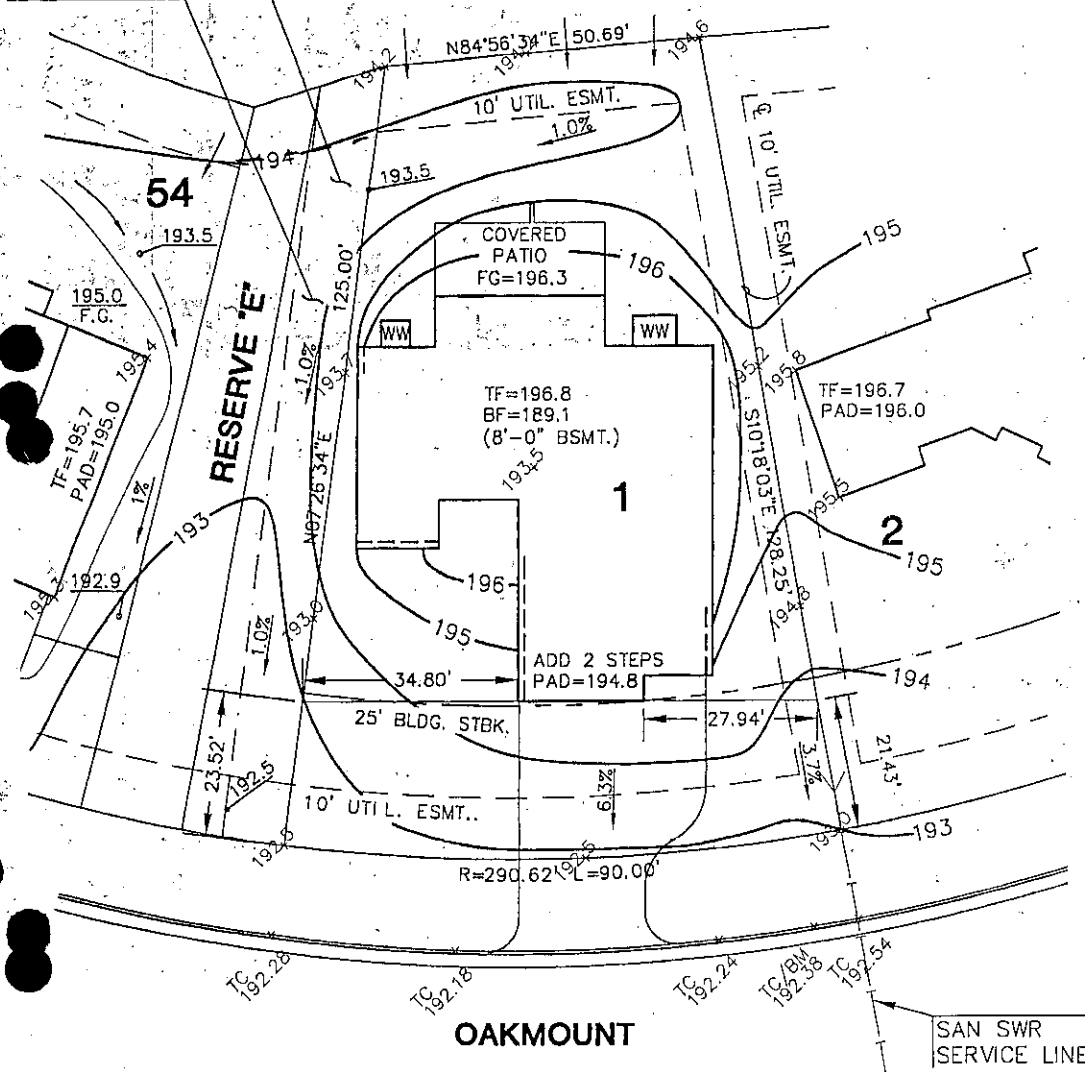 N84°56'34"E 50.69'
194.2
194.6
10' UTIL. ESMT.
1.0%
℄ 10' UTIL. ESMT.
194
193.5
54
193.5
195
COVERED
PATIO
FG=196.3
196
125.00'
195.0
F.G.
RESERVE "E"
WW
WW
195.4
1.0%
193.7
195.2
195.8
TF=196.8
BF=189.1
(8'-0" BSMT.)
TF=196.7
PAD=196.0
TF=195.7
PAD=195.0
N07°26'34"E
S10°18'03"E 128.25'
193.5
1
1%
195.5
2
193
195
192.9
196
193.0
194.8
1.0%
195
ADD 2 STEPS
PAD=194.8
34.80'
194
25' BLDG. STBK.
27.94'
23.52'
3.7%
21.43'
192.5
6.3%
10' UTIL. ESMT..
193.0
193
192.5
R=290.62' L=90.00'
TC
192.28
TC
192.18
TC
192.24
TC/BM
192.38
TC
192.54
OAKMOUNT
SAN SWR
SERVICE LINE